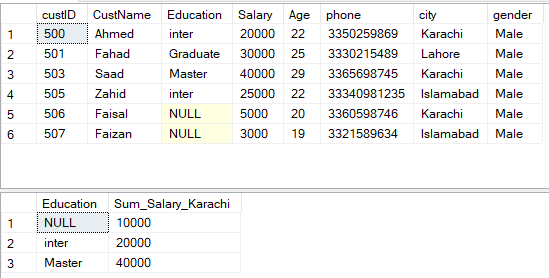 custID CustName Education Salary Age phone city gender
1 500 Ahmed inter 20000 22 3350259869 Karachi Male
2 501 Fahad Graduate 30000 25 3330215489 Lahore Male
3 503 Saad Master 40000 29 3365698745 Karachi Male
4 505 Zahid inter 25000 22 33340981235 Islamabad Male
5 506 Faisal NULL 5000 20 3360598746 Karachi Male
6 507 Faizan NULL 3000 19 3321589634 Islamabad Male
Education Sum_Salary_Karachi
1 NULL 10000
2 inter 20000
3 Master 40000